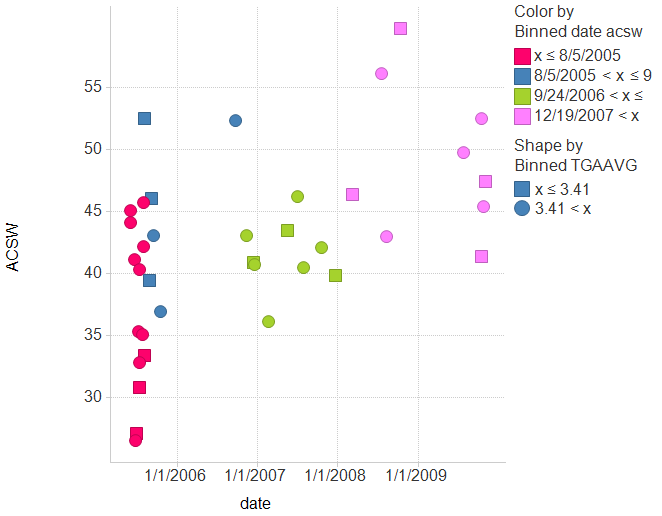 Color by
Binned date acsw
x ≤ 8/5/2005
8/5/2005 < x ≤ 9
9/24/2006 < x ≤
12/19/2007 < x
Shape by
Binned TGAAVG
x ≤ 3.41
3.41 < x
ACSW
55
50
45
40
35
30
1/1/2006 1/1/2007 1/1/2008 1/1/2009
date